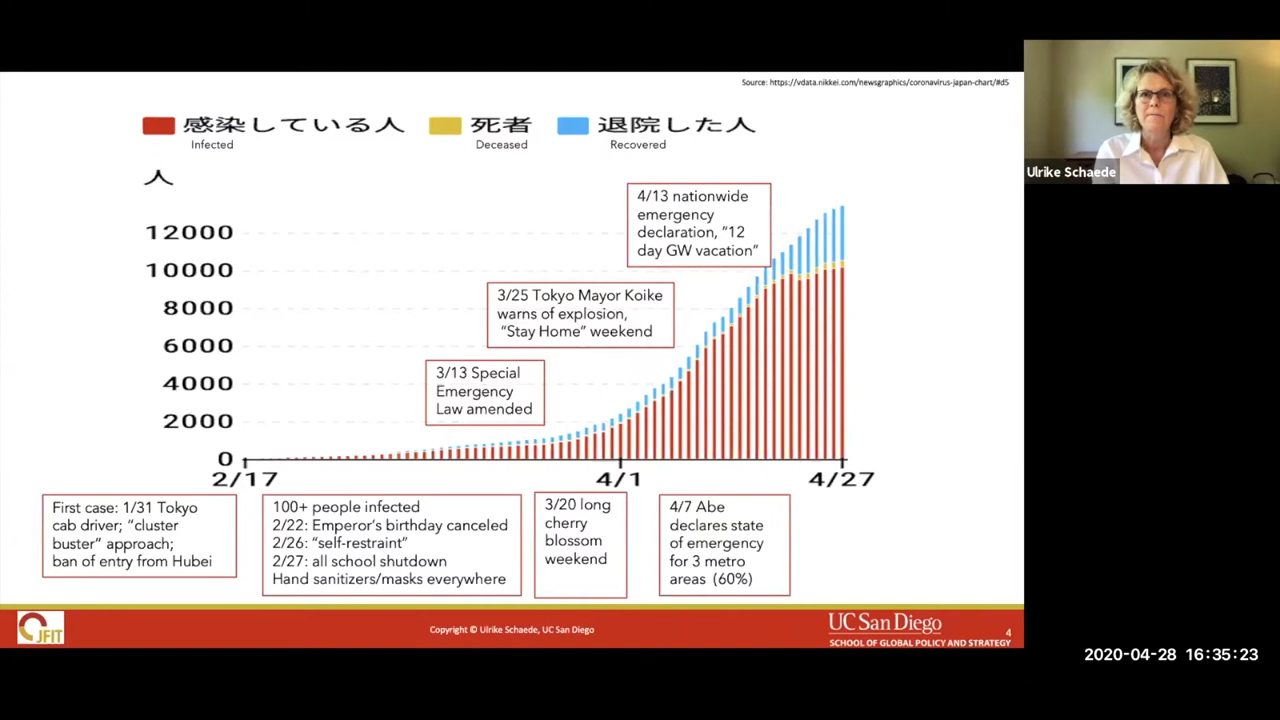 Source: https://vdata.nikkei.com/newsgraphics/coronavirus-japan-chart/#d5
感染している人 死者 退院した人
Infected Deceased Recovered
人
12000
10000
8000
6000
4000
2000
0
2/17 4/1 4/27
4/13 nationwide
emergency
declaration, "12
day GW vacation"
3/25 Tokyo Mayor Koike
warns of explosion,
"Stay Home" weekend
3/13 Special
Emergency
Law amended
First case: 1/31 Tokyo
cab driver; "cluster
buster" approach;
ban of entry from Hubei
100+ people infected
2/22: Emperor's birthday canceled
2/26: "self-restraint"
2/27: all school shutdown
Hand sanitizers/masks everywhere
3/20 long
cherry
blossom
weekend
4/7 Abe
declares state
of emergency
for 3 metro
areas (60%)
JFIT
Copyright © Ulrike Schaede, UC San Diego
UC San Diego
SCHOOL OF GLOBAL POLICY AND STRATEGY
4
Ulrike Schaede
2020-04-28 16:35:23